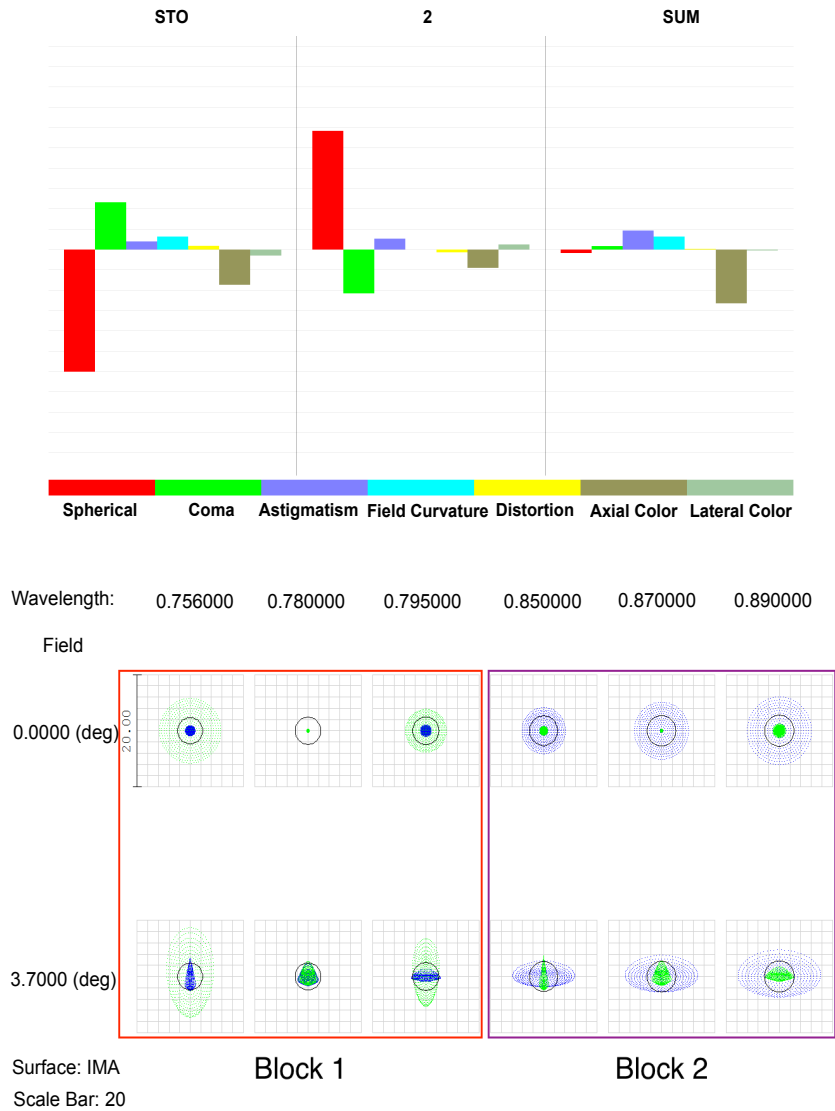 STO 2 SUM
Spherical Coma Astigmatism Field Curvature Distortion Axial Color Lateral Color
Wavelength: 0.756000 0.780000 0.795000 0.850000 0.870000 0.890000
Field
20.00
0.0000 (deg)
3.7000 (deg)
Surface: IMA Block 1 Block 2
Scale Bar: 20